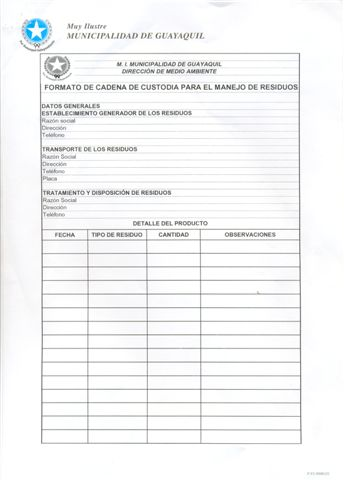 Muy Ilustre
MUNICIPALIDAD DE GUAYAQUIL
M. I. MUNICIPALIDAD DE GUAYAQUIL
DIRECCIÓN DE MEDIO AMBIENTE
FORMATO DE CADENA DE CUSTODIA PARA EL MANEJO DE RESIDUOS
DATOS GENERALES
ESTABLECIMIENTO GENERADOR DE LOS RESIDUOS
Razón social
Dirección
Teléfono
TRANSPORTE DE LOS RESIDUOS
Razón Social
Dirección
Teléfono
Placa
TRATAMIENTO Y DISPOSICIÓN DE RESIDUOS
Razón Social
Dirección
Teléfono
DETALLE DEL PRODUCTO
FECHA TIPO DE RESIDUO CANTIDAD OBSERVACIONES